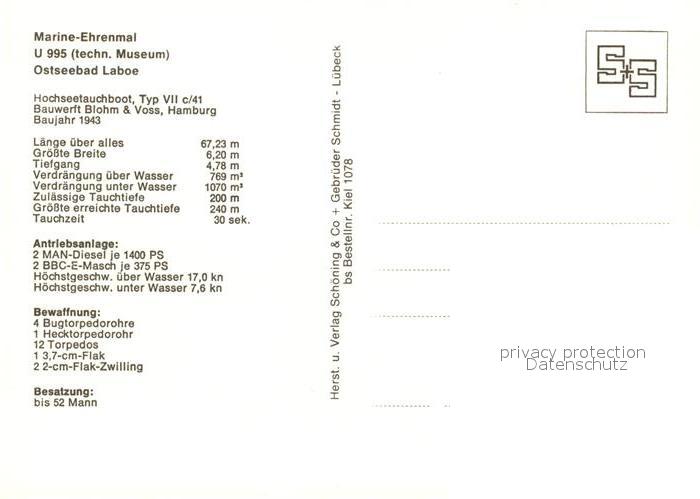 Marine-Ehrenmal
U 995 (techn. Museum)
Ostseebad Laboe
Hochseetauchboot, Typ VII c/41
Bauwerft Blohm & Voss, Hamburg
Baujahr 1943
Länge über alles 67,23 m
Größte Breite 6,20 m
Tiefgang 4,78 m
Verdrängung über Wasser 769 m³
Verdrängung unter Wasser 1070 m³
Zulässige Tauchtiefe 200 m
Größte erreichte Tauchtiefe 240 m
Tauchzeit 30 sek.
Antriebsanlage:
2 MAN-Diesel je 1400 PS
2 BBC-E-Masch je 375 PS
Höchstgeschw. über Wasser 17,0 kn
Höchstgeschw. unter Wasser 7,6 kn
Bewaffnung:
4 Bugtorpedorohre
1 Hecktorpedorohr
12 Torpedos
1 3,7-cm-Flak
2 2-cm-Flak-Zwilling
Besatzung:
bis 52 Mann
Herst. u. Verlag Schöning & Co + Gebrüder Schmidt - Lübeck
bs Bestellnr. Kiel 1078
S+S
privacy protection
Datenschutz